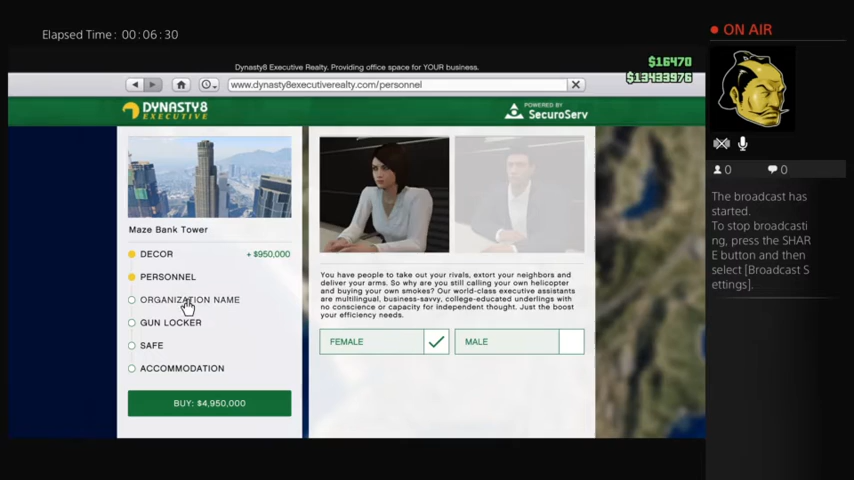 Elapsed Time : 00:06:30
ON AIR
Dynasty8 Executive Realty. Providing office space for YOUR business.
$16470
$13433976
www.dynasty8executiverealty.com/personnel
DYNASTY8
EXECUTIVE
POWERED BY
SecuroServ
Maze Bank Tower
DECOR + $950,000
PERSONNEL
ORGANIZATION NAME
GUN LOCKER
SAFE
ACCOMMODATION
BUY: $4,950,000
You have people to take out your rivals, extort your neighbors and
deliver your arms. So why are you still calling your own helicopter
and buying your own smokes? Our world-class executive assistants
are multilingual, business-savvy, college-educated underlings with
no conscience or capacity for independent thought. Just the boost
your efficiency needs.
FEMALE
MALE
0
0
The broadcast has
started.
To stop broadcasti
ng, press the SHAR
E button and then
select [Broadcast S
ettings].